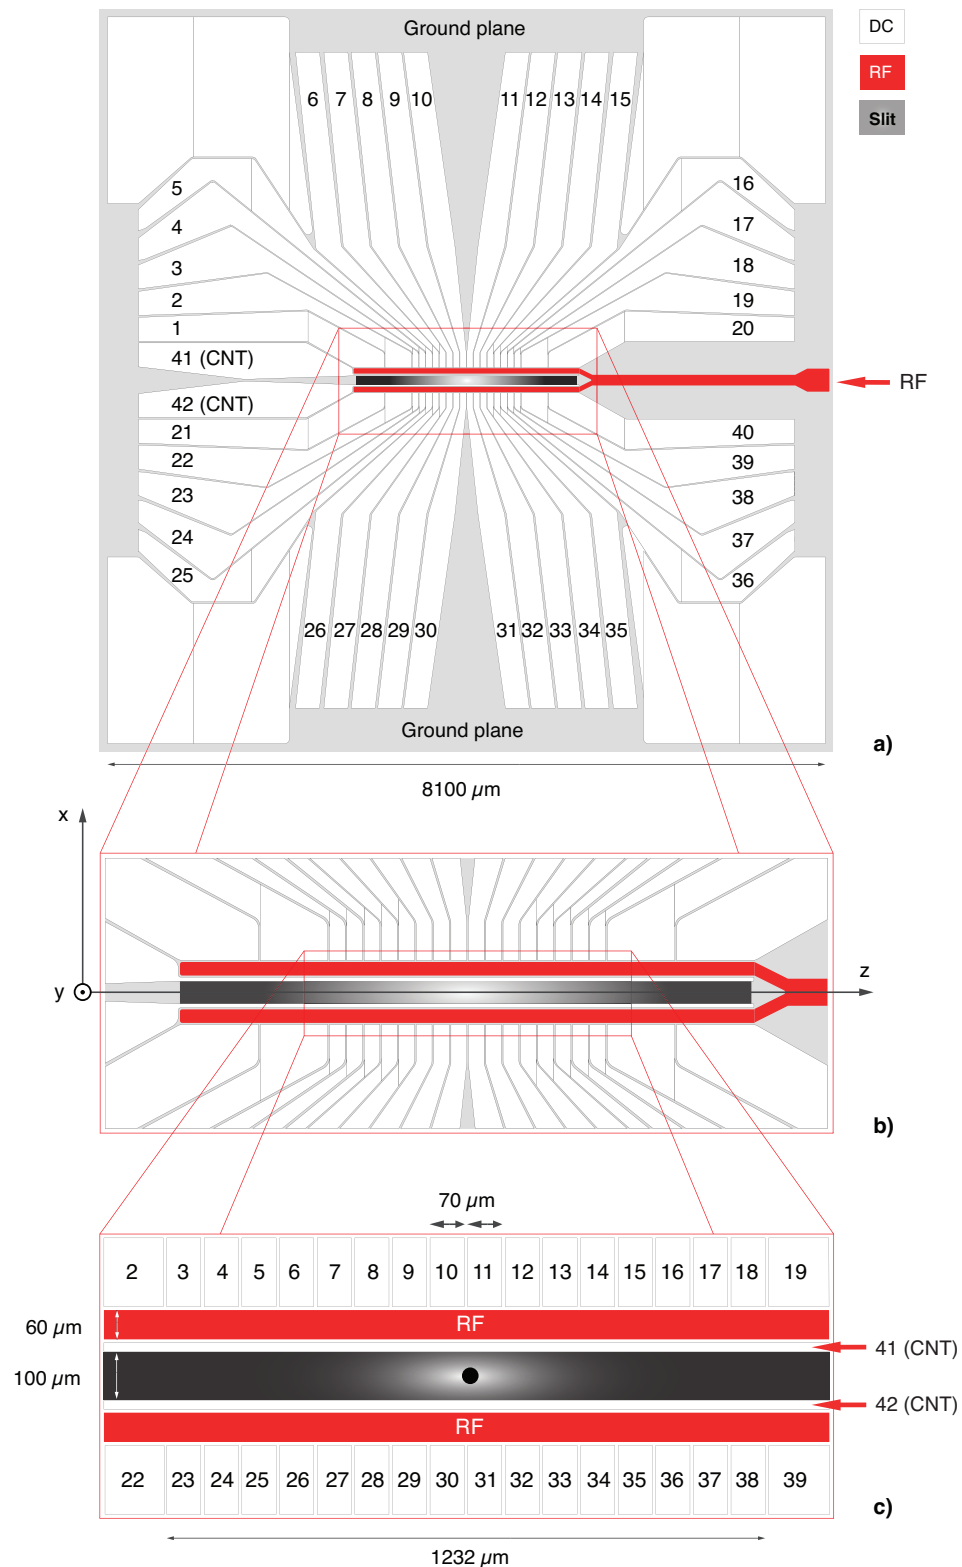 Ground plane
DC
RF
Slit
6 7 8 9 10 11 12 13 14 15
5 16
4 17
3 18
2 19
1 20
41 (CNT)
RF
42 (CNT)
21 40
22 39
23 38
24 37
25 36
26 27 28 29 30 31 32 33 34 35
Ground plane
a)
8100 µm
x
y z
b)
70 µm
2 3 4 5 6 7 8 9 10 11 12 13 14 15 16 17 18 19
60 µm RF
41 (CNT)
100 µm
42 (CNT)
RF
22 23 24 25 26 27 28 29 30 31 32 33 34 35 36 37 38 39
c)
1232 µm